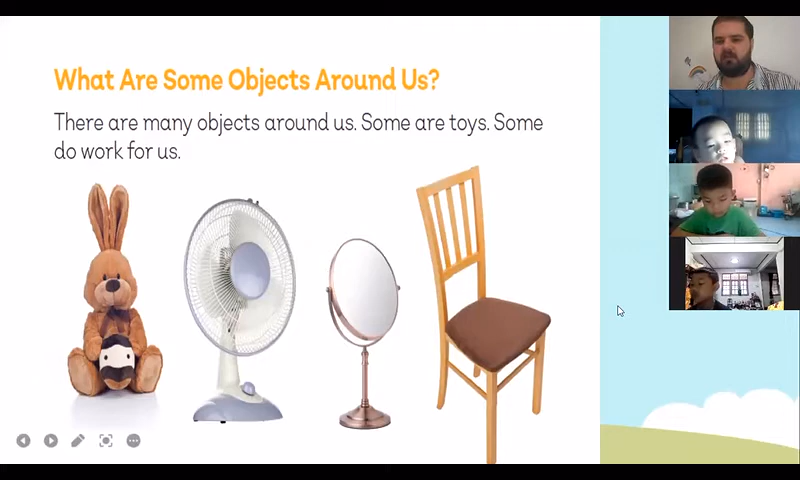 What Are Some Objects Around Us?
There are many objects around us. Some are toys. Some
do work for us.